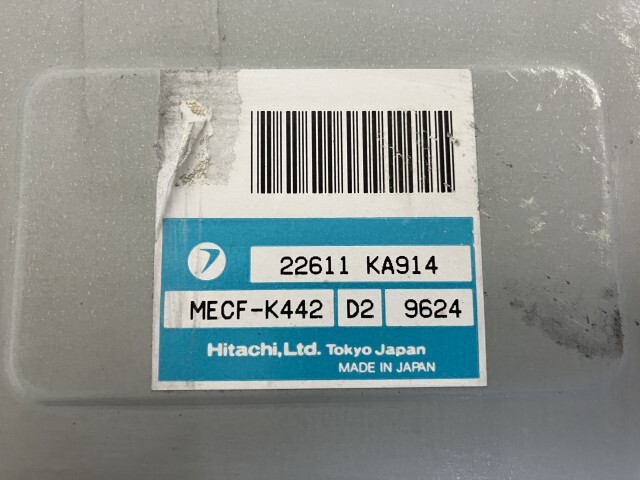 22611 KA914
MECF-K442 D2 9624
Hitachi,Ltd. Tokyo Japan
MADE IN JAPAN